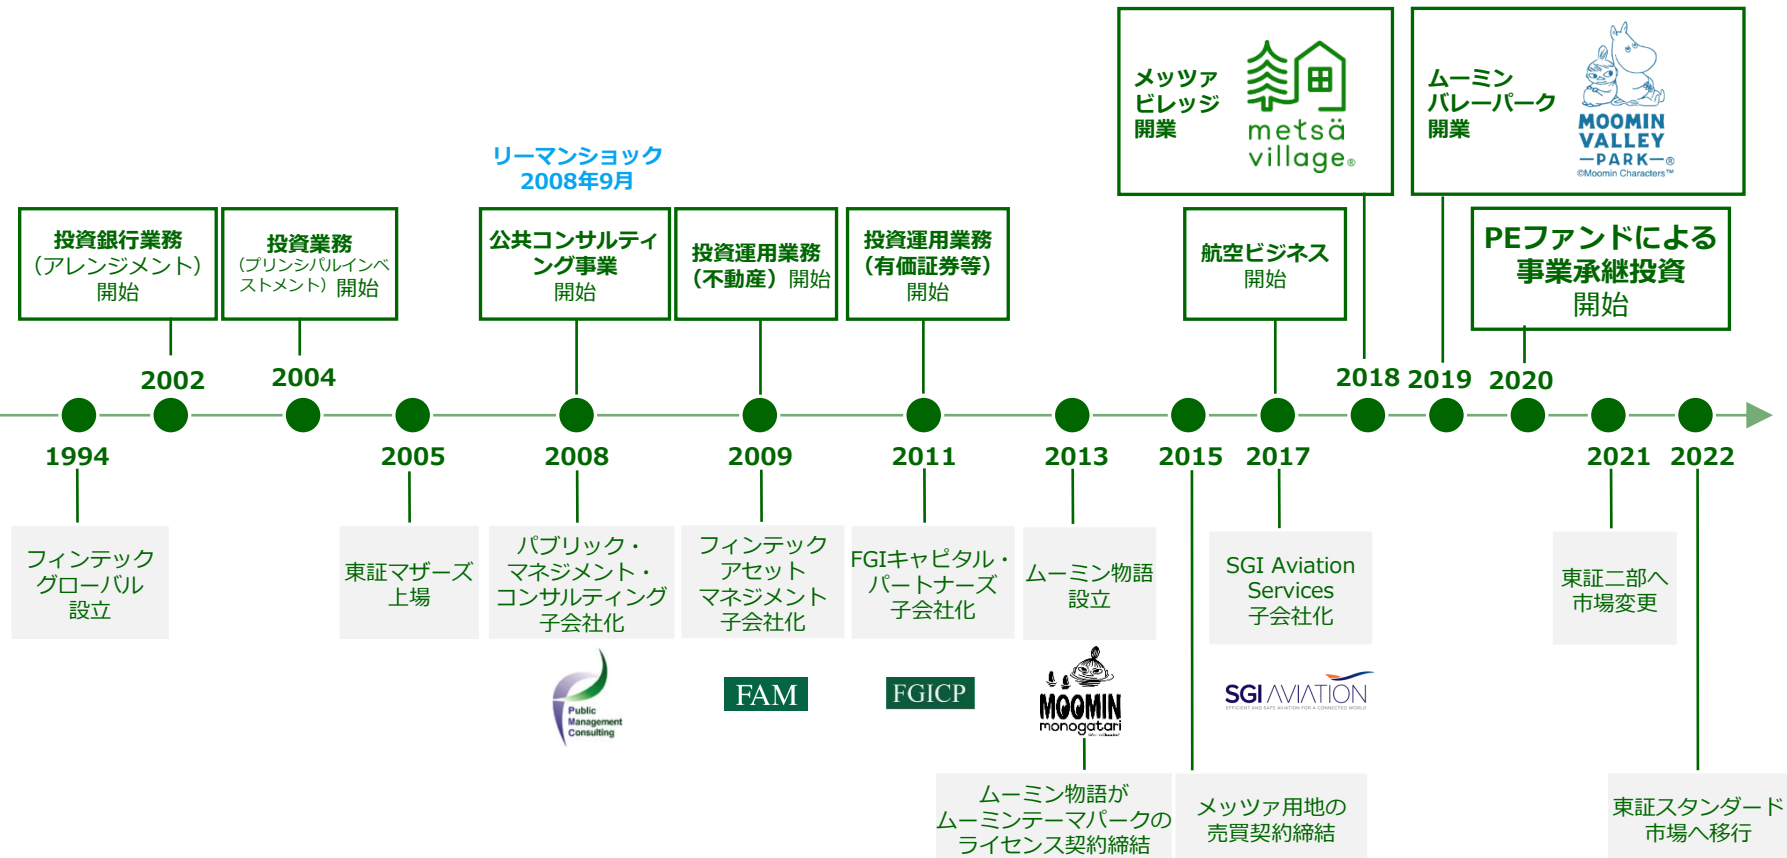 メッツァ
ビレッジ
開業
metsä
village®
ムーミン
バレーパーク
開業
MOOMIN
VALLEY
—PARK—®
©Moomin Characters™
リーマンショック
2008年9月
投資銀行業務
（アレンジメント）
開始
投資業務
（プリンシパルインベ
ストメント）開始
公共コンサルティ
ング事業
開始
投資運用業務
（不動産）開始
投資運用業務
（有価証券等）
開始
航空ビジネス
開始
PEファンドによる
事業承継投資
開始
2002
2004
2018
2019
2020
1994
2005
2008
2009
2011
2013
2015
2017
2021
2022
フィンテック
グローバル
設立
東証マザーズ
上場
パブリック・
マネジメント・
コンサルティング
子会社化
Public
Management
Consulting
フィンテック
アセット
マネジメント
子会社化
FAM
FGIキャピタル・
パートナーズ
子会社化
FGICP
ムーミン物語
設立
MOOMIN
monogatari
ムーミン物語が
ムーミンテーマパークの
ライセンス契約締結
メッツァ用地の
売買契約締結
SGI Aviation
Services
子会社化
SGI AVIATION
EFFICIENT AND SAFE AVIATION FOR A CONNECTED WORLD
東証二部へ
市場変更
東証スタンダード
市場へ移行